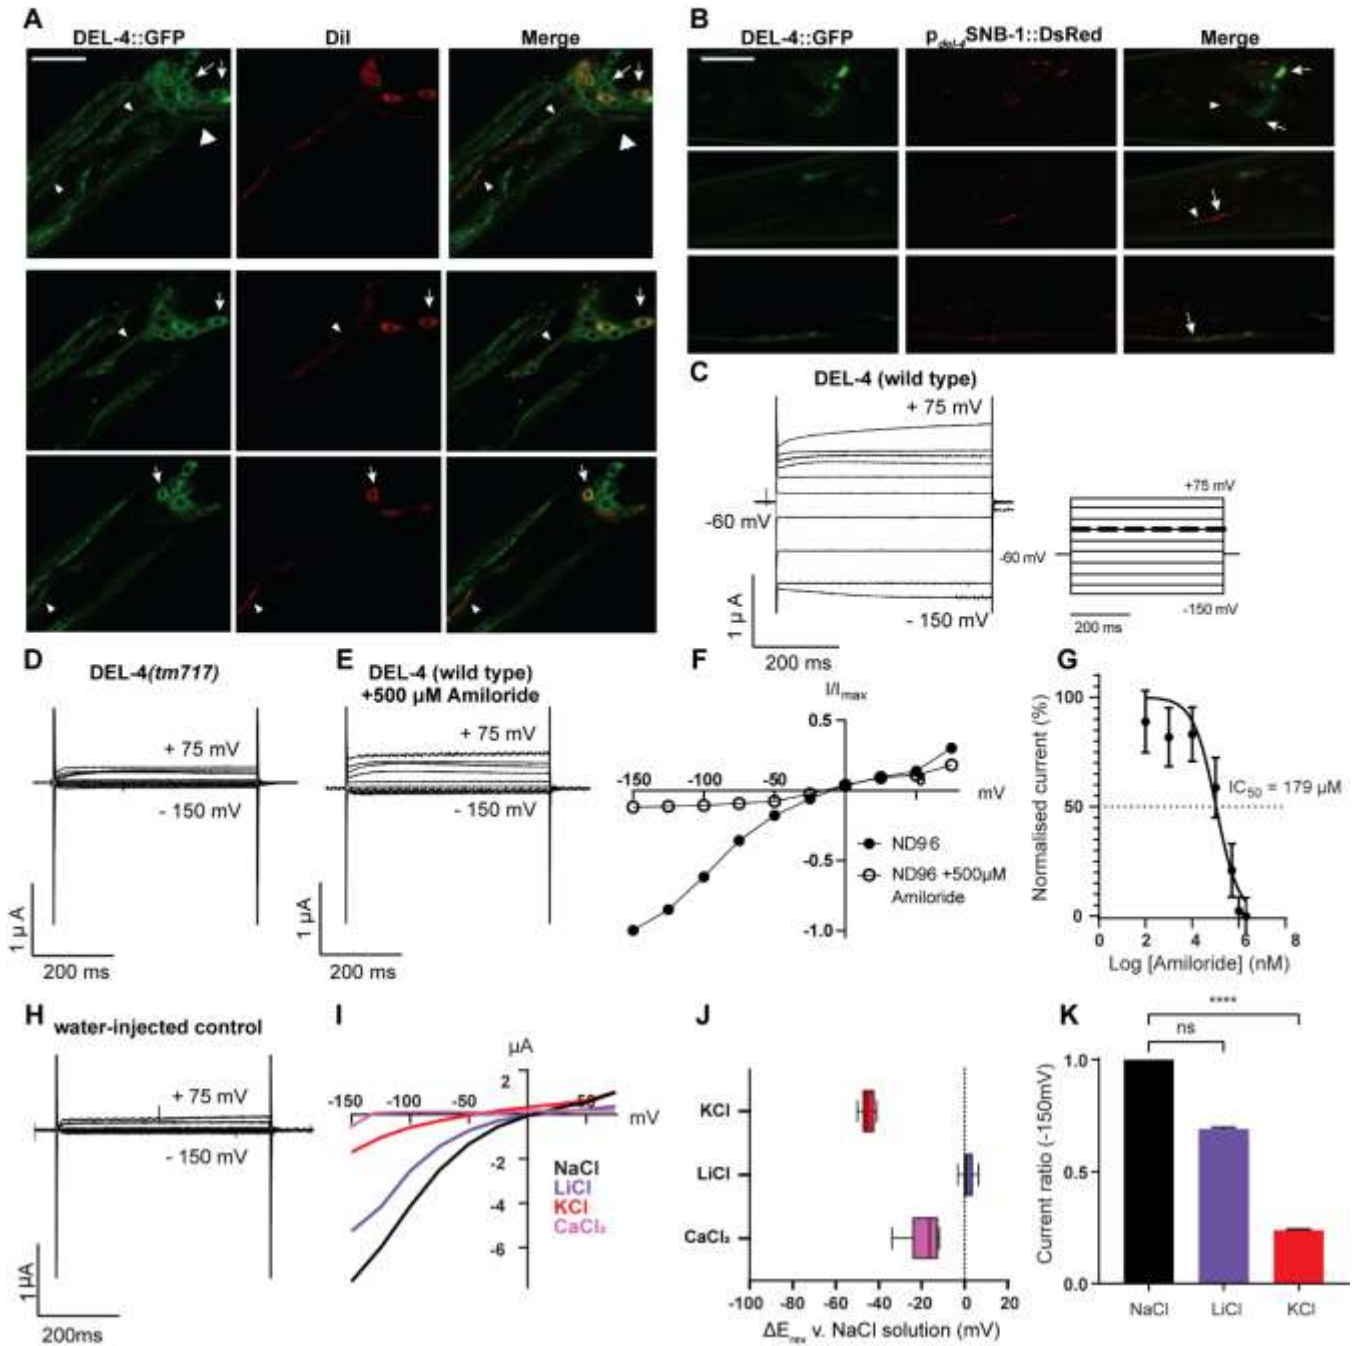 A
DEL-4::GFP
DiI
Merge
B
DEL-4::GFP
pdel-4SNB-1::DsRed
Merge
C
DEL-4 (wild type)
+ 75 mV
-60 mV
- 150 mV
1 µ A
200 ms
+75 mV
-60 mV
-150 mV
200 ms
D
DEL-4(tm717)
+ 75 mV
- 150 mV
1 µ A
200 ms
E
DEL-4 (wild type)
+500 µM Amiloride
+ 75 mV
- 150 mV
1 µA
200 ms
F
I/Imax
0.5
-150
-100
-50
mV
-0.5
-1.0
ND96
ND96 +500µM
Amiloride
G
Normalised current (%)
100
50
0
IC50 = 179 µM
0 2 4 6 8
Log [Amiloride] (nM)
H
water-injected control
+ 75 mV
- 150 mV
1µA
200ms
I
µA
2
-150
-100
-50
50
mV
-2
-4
-6
NaCl
LiCl
KCl
CaCl₂
J
KCl
LiCl
CaCl₂
-100 -80 -60 -40 -20 0 20
ΔErev v. NaCl solution (mV)
K
****
ns
Current ratio (-150mV)
1.0
0.5
0.0
NaCl LiCl KCl